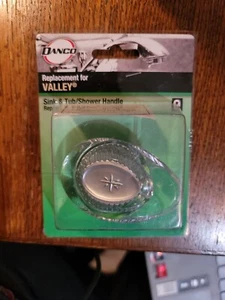 DANCO
Replacement for
VALLEY®
Sink & Tub/Shower Handle